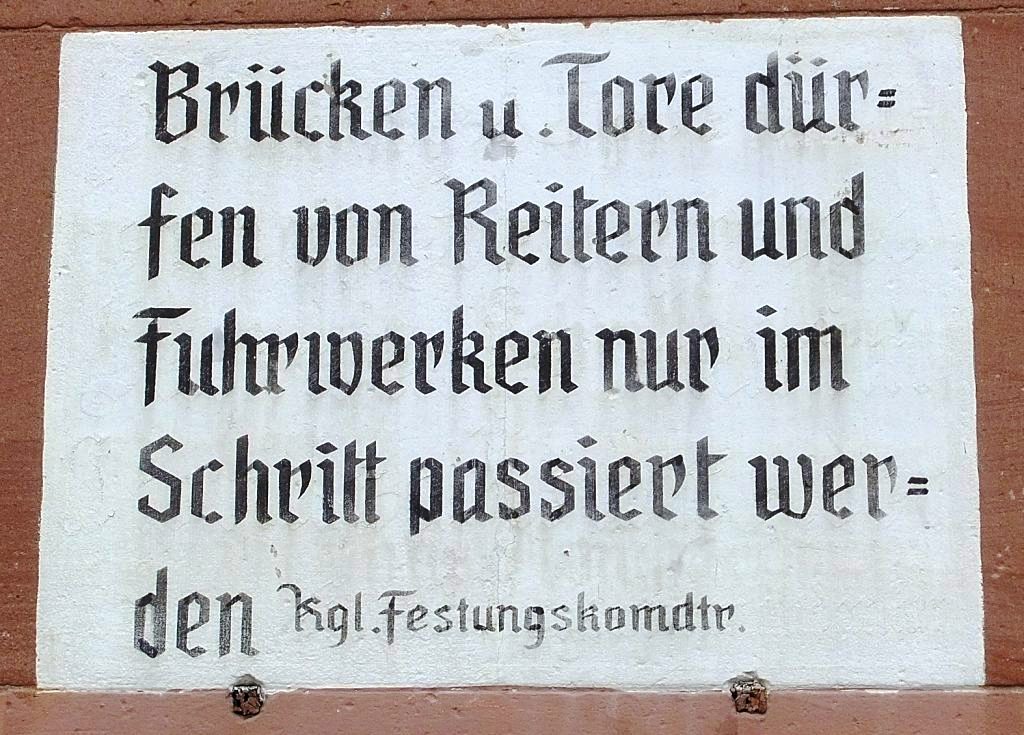 Brücken u. Tore dür=
fen von Reitern und
Fuhrwerken nur im
Schritt passiert wer=
den Kgl. Festungskomdtr.